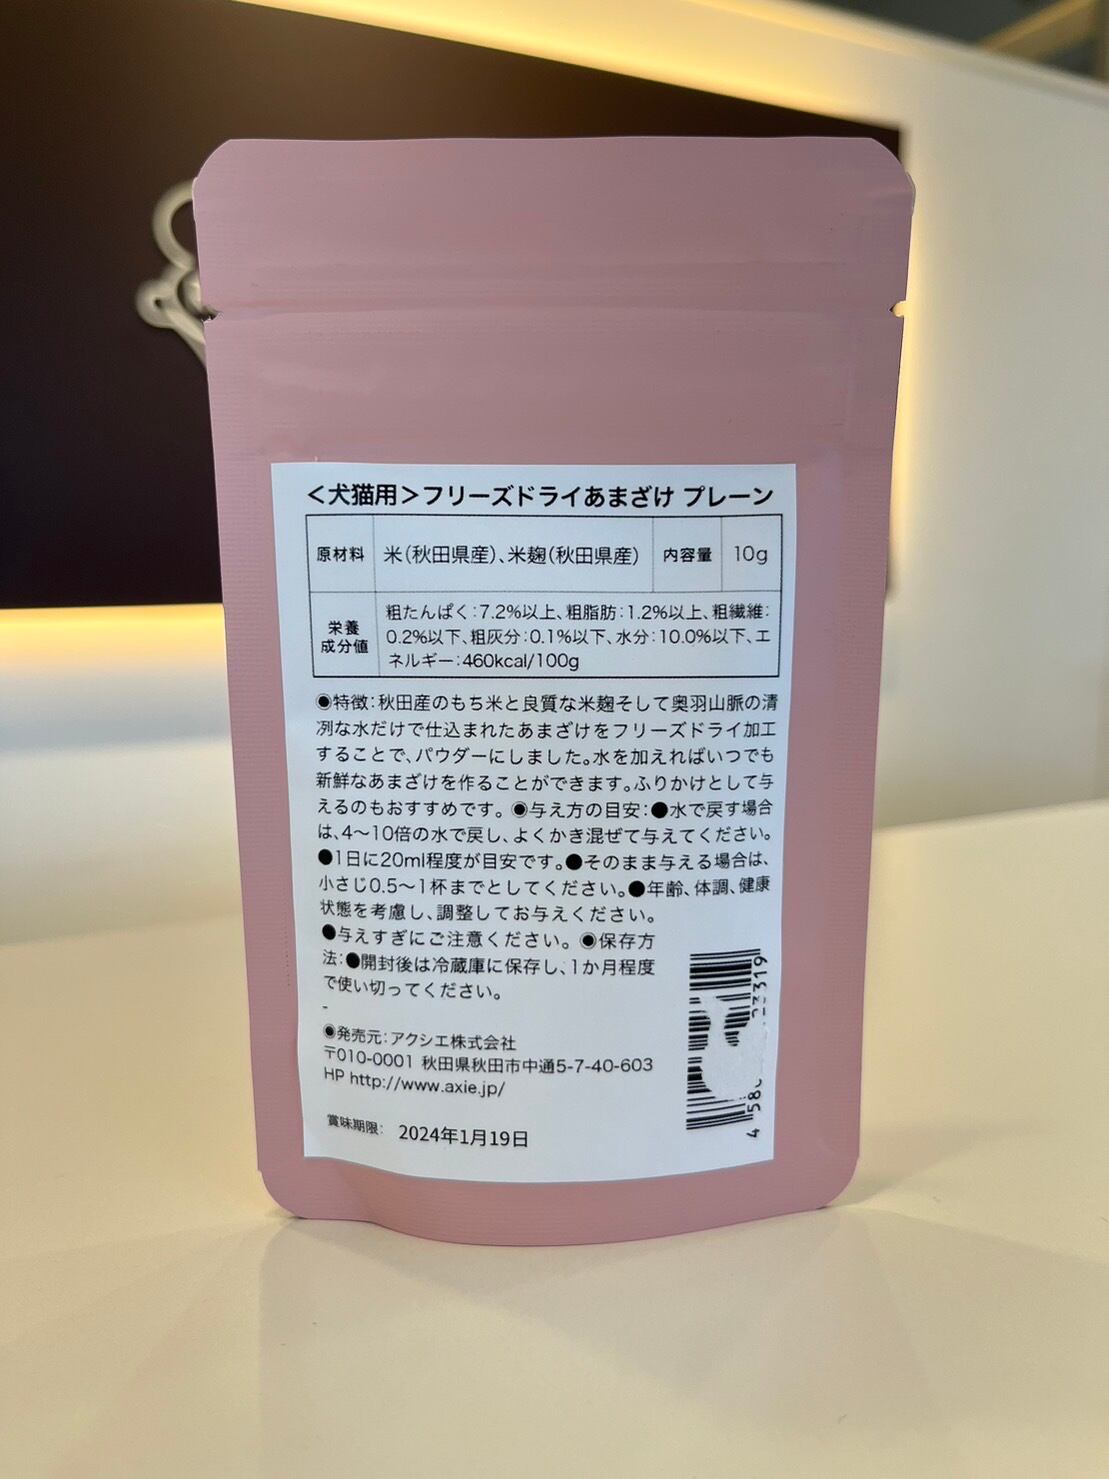 ＜犬猫用＞フリーズドライあまざけ プレーン
原材料 米(秋田県産)、米麹(秋田県産) 内容量 10g
栄養成分値
粗たんぱく：7.2%以上、粗脂肪：1.2%以上、粗繊維：
0.2%以下、粗灰分：0.1%以下、水分：10.0%以下、エ
ネルギー：460kcal/100g
◉特徴：秋田産のもち米と良質な米麹そして奥羽山脈の清
冽な水だけで仕込まれたあまざけをフリーズドライ加工
することで、パウダーにしました。水を加えればいつでも
新鮮なあまざけを作ることができます。ふりかけとして与
えるのもおすすめです。◉与え方の目安：●水で戻す場合
は、4〜10倍の水で戻し、よくかき混ぜて与えてください。
●1日に20ml程度が目安です。●そのまま与える場合は、
小さじ0.5〜1杯までとしてください。●年齢、体調、健康
状態を考慮し、調整してお与えください。
●与えすぎにご注意ください。◉保存方
法：●開封後は冷蔵庫に保存し、1か月程度
で使い切ってください。
-
◉発売元：アクシエ株式会社
〒010-0001 秋田県秋田市中通5-7-40-603
HP http://www.axie.jp/
賞味期限： 2024年1月19日